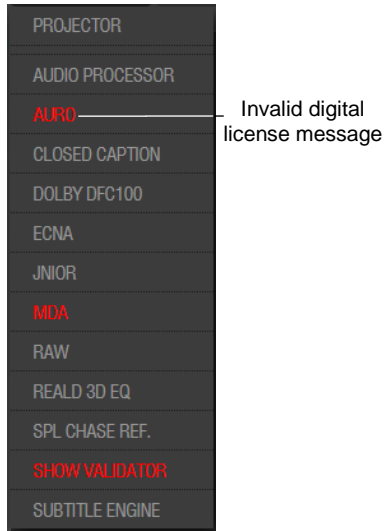 PROJECTOR
AUDIO PROCESSOR
AURO
Invalid digital
license message
CLOSED CAPTION
DOLBY DFC100
ECNA
JNIOR
MDA
RAW
REALD 3D EQ
SPL CHASE REF.
SHOW VALIDATOR
SUBTITLE ENGINE